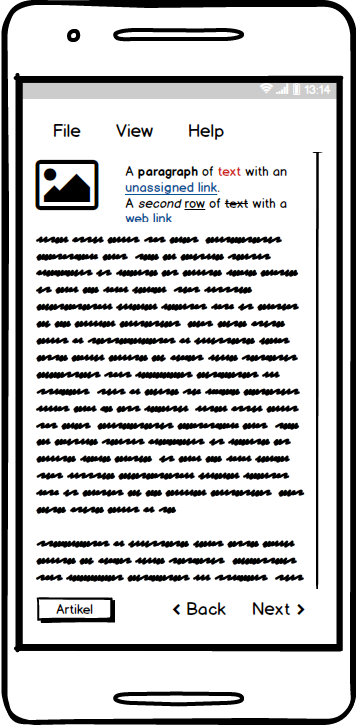 13:14
File View Help
A paragraph of text with an
unassigned link.
A second row of text with a
web link
Artikel < Back Next >